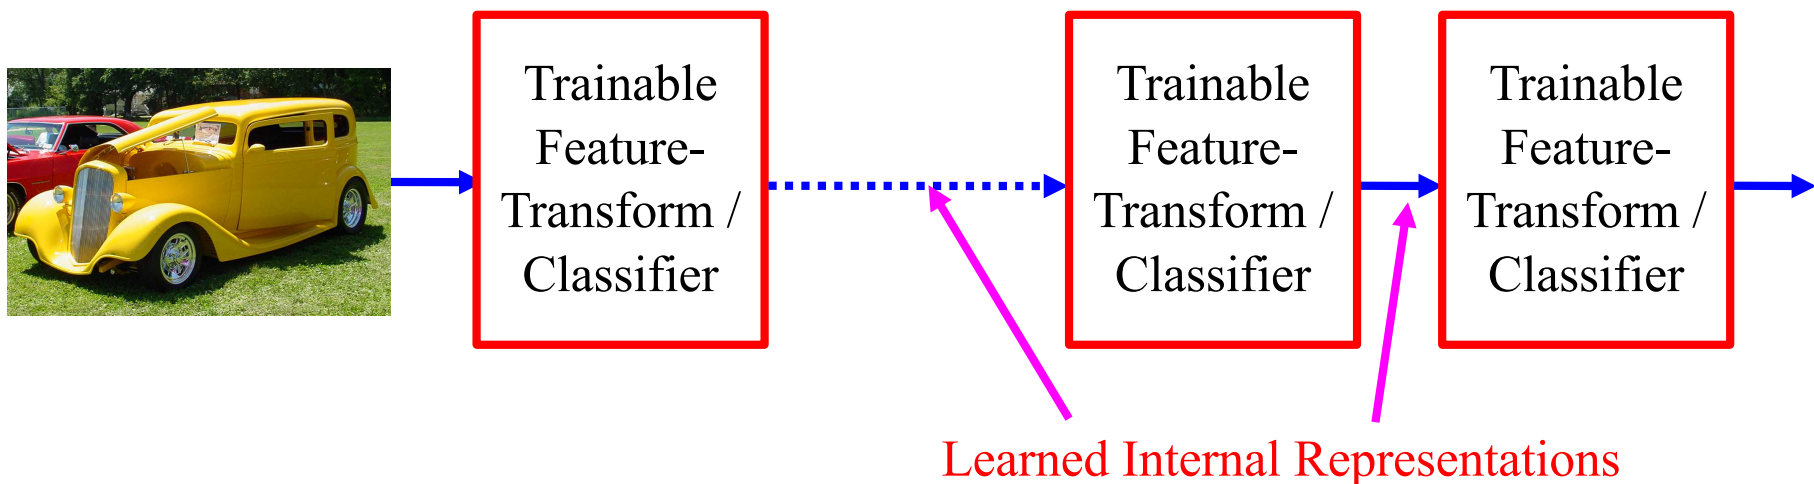 Trainable
Feature-
Transform /
Classifier
Trainable
Feature-
Transform /
Classifier
Trainable
Feature-
Transform /
Classifier
Learned Internal Representations